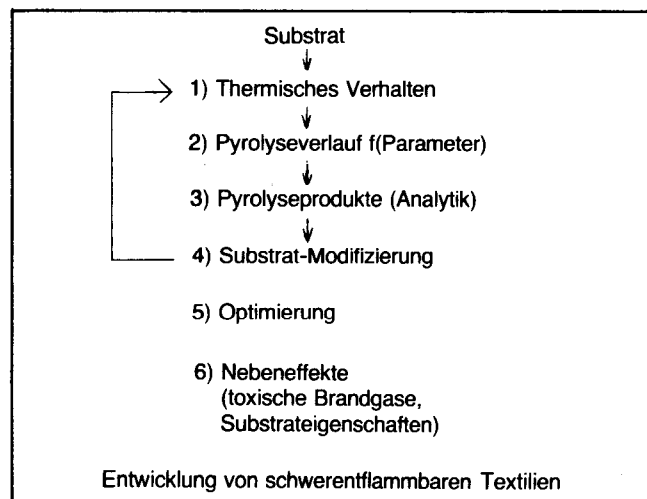 Substrat
1) Thermisches Verhalten
2) Pyrolyseverlauf f(Parameter)
3) Pyrolyseprodukte (Analytik)
4) Substrat-Modifizierung
5) Optimierung
6) Nebeneffekte
(toxische Brandgase,
Substrateigenschaften)
Entwicklung von schwerentflammbaren Textilien